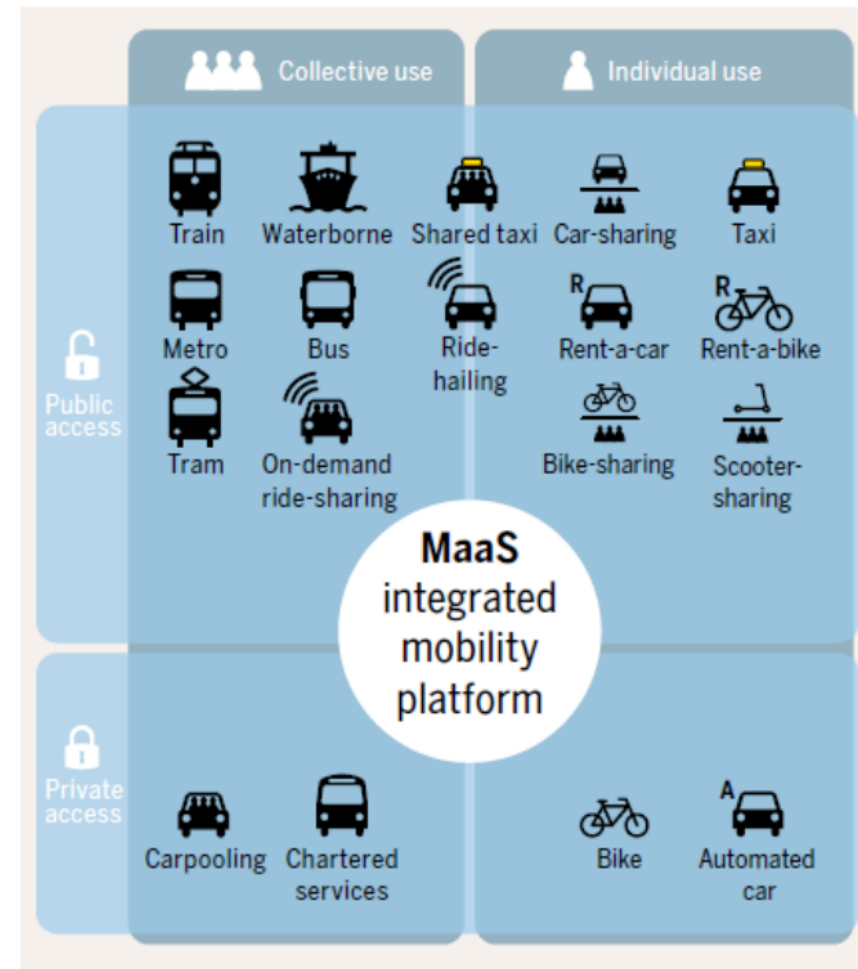 Collective use
Individual use
Train
Waterborne
Shared taxi
Car-sharing
Taxi
Metro
Bus
Ride-
hailing
R
Rent-a-car
R
Rent-a-bike
Public
access
Tram
On-demand
ride-sharing
Bike-sharing
Scooter-
sharing
MaaS
integrated
mobility
platform
Private
access
Carpooling
Chartered
services
Bike
A
Automated
car